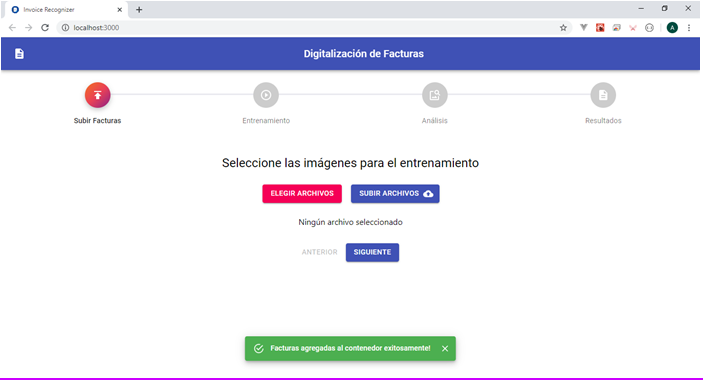 Invoice Recognizer
localhost:3000
A
Digitalización de Facturas
Subir Facturas
Entrenamiento
Análisis
Resultados
Seleccione las imágenes para el entrenamiento
ELEGIR ARCHIVOS
SUBIR ARCHIVOS
Ningún archivo seleccionado
ANTERIOR
SIGUIENTE
Facturas agregadas al contenedor exitosamente!